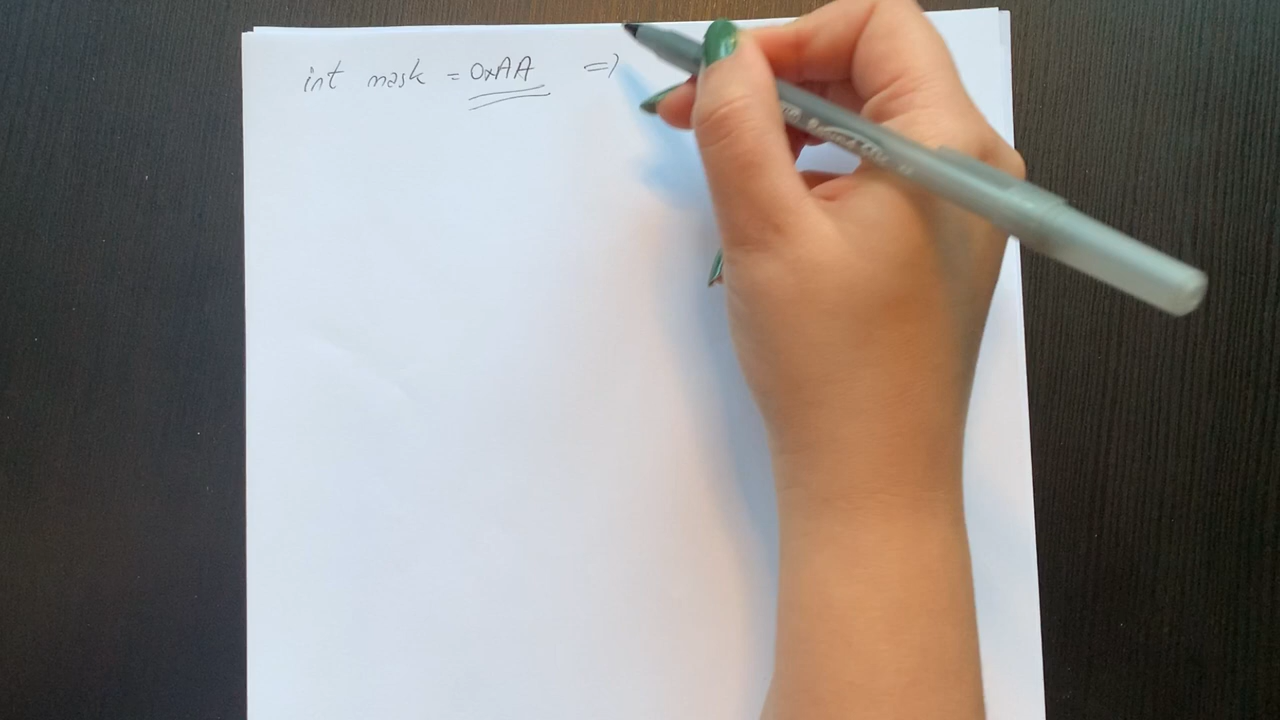 int mask = 0xAA =>